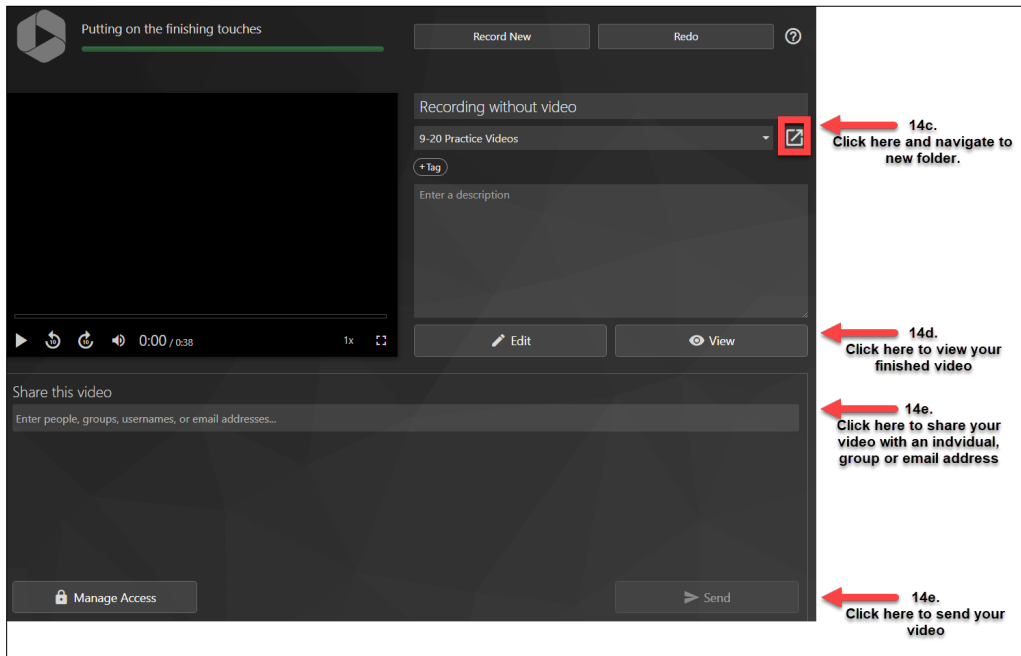 Putting on the finishing touches
Record New
Redo
?
Recording without video
9-20 Practice Videos
14c.
Click here and navigate to
new folder.
+Tag
Enter a description
10
10
0:00 / 0:38
1x
Edit
View
14d.
Click here to view your
finished video
Share this video
Enter people, groups, usernames, or email addresses...
14e.
Click here to share your
video with an indvidual,
group or email address
Manage Access
Send
14e.
Click here to send your
video